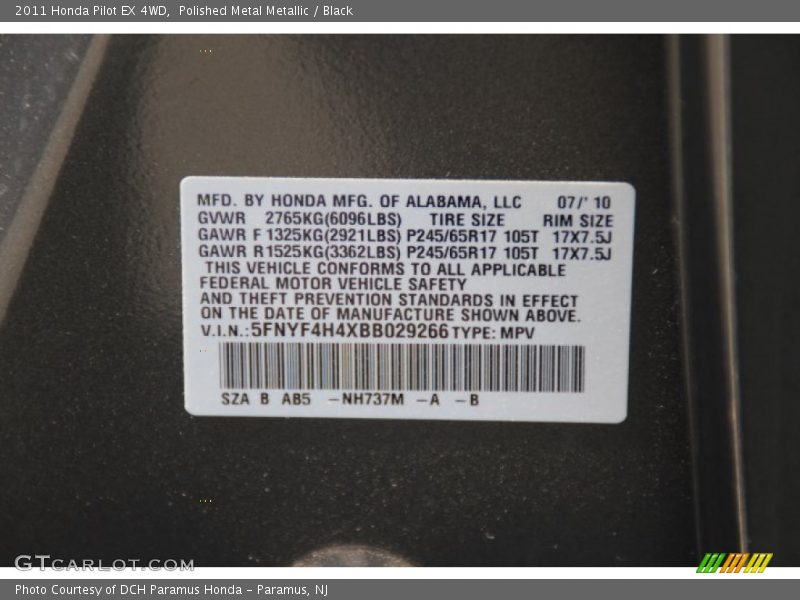 2011 Honda Pilot EX 4WD, Polished Metal Metallic / Black
MFD. BY HONDA MFG. OF ALABAMA, LLC 07/' 10
GVWR 2765KG(6096LBS) TIRE SIZE RIM SIZE
GAWR F 1325KG(2921LBS) P245/65R17 105T 17X7.5J
GAWR R 1525KG(3362LBS) P245/65R17 105T 17X7.5J
THIS VEHICLE CONFORMS TO ALL APPLICABLE
FEDERAL MOTOR VEHICLE SAFETY
AND THEFT PREVENTION STANDARDS IN EFFECT
ON THE DATE OF MANUFACTURE SHOWN ABOVE.
V.I.N.: 5FNYF4H4XBB029266 TYPE: MPV
SZA B AB5 -NH737M -A -B
GTCARLOT.COM
Photo Courtesy of DCH Paramus Honda - Paramus, NJ